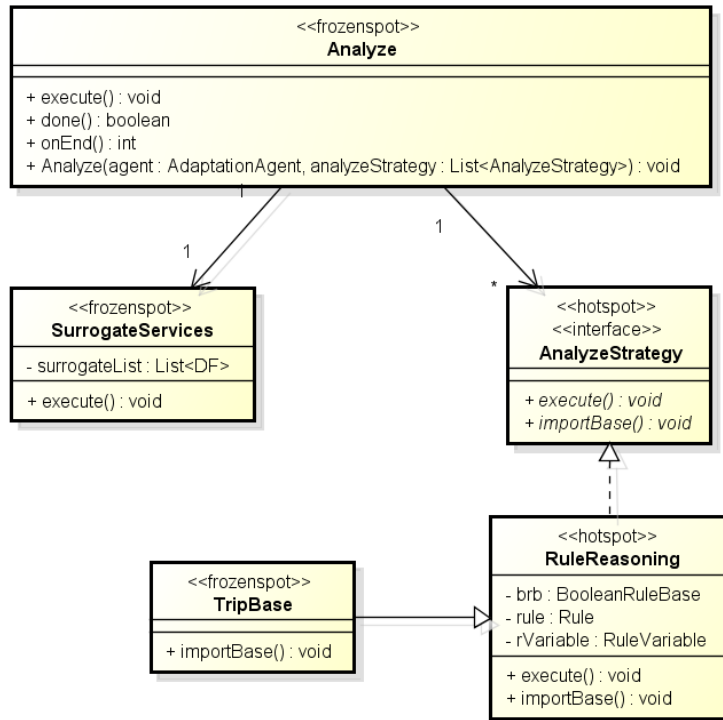 <<frozenspot>>
Analyze
+ execute() : void
+ done() : boolean
+ onEnd() : int
+ Analyze(agent : AdaptationAgent, analyzeStrategy : List<AnalyzeStrategy>) : void
1
1
*
<<frozenspot>>
SurrogateServices
- surrogateList : List<DF>
+ execute() : void
<<hotspot>>
<<interface>>
AnalyzeStrategy
+ execute() : void
+ importBase() : void
<<frozenspot>>
TripBase
+ importBase() : void
<<hotspot>>
RuleReasoning
- brb : BooleanRuleBase
- rule : Rule
- rVariable : RuleVariable
+ execute() : void
+ importBase() : void